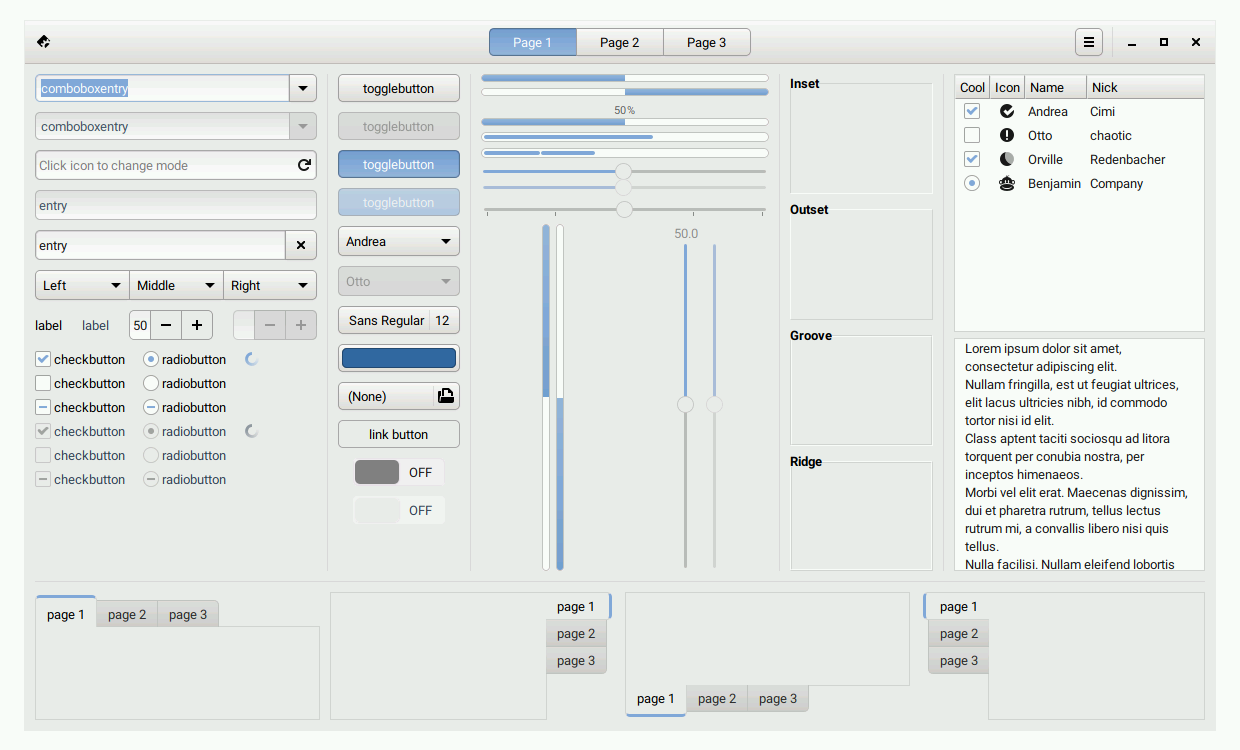 Page 1 Page 2 Page 3
comboboxentry
comboboxentry
Click icon to change mode
entry
entry
Left Middle Right
label label 50
checkbutton radiobutton
checkbutton radiobutton
checkbutton radiobutton
checkbutton radiobutton
checkbutton radiobutton
checkbutton radiobutton
togglebutton
togglebutton
togglebutton
togglebutton
Andrea
Otto
Sans Regular 12
(None)
link button
OFF
OFF
50%
50.0
Inset
Outset
Groove
Ridge
Cool Icon Name Nick
Andrea Cimi
Otto chaotic
Orville Redenbacher
Benjamin Company
Lorem ipsum dolor sit amet,
consectetur adipiscing elit.
Nullam fringilla, est ut feugiat ultrices,
elit lacus ultricies nibh, id commodo
tortor nisi id elit.
Class aptent taciti sociosqu ad litora
torquent per conubia nostra, per
inceptos himenaeos.
Morbi vel elit erat. Maecenas dignissim,
dui et pharetra rutrum, tellus lectus
rutrum mi, a convallis libero nisi quis
tellus.
Nulla facilisi. Nullam eleifend lobortis
page 1 page 2 page 3
page 1
page 2
page 3
page 1 page 2 page 3
page 1
page 2
page 3